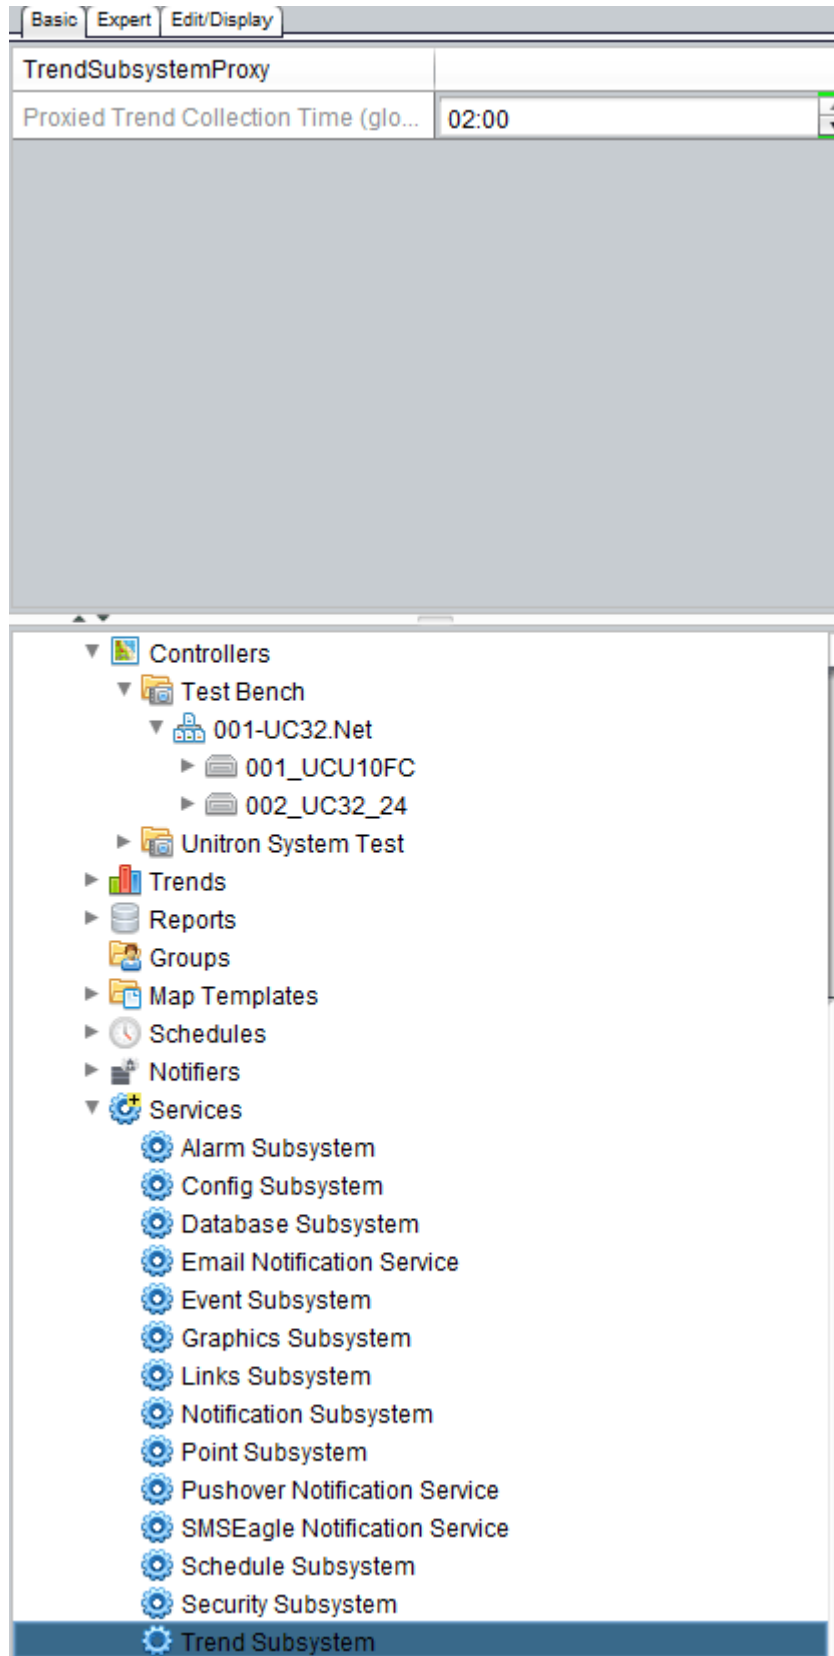 Basic Expert Edit/Display
TrendSubsystemProxy
Proxied Trend Collection Time (glo... 02:00
Controllers
Test Bench
001-UC32.Net
001_UCU10FC
002_UC32_24
Unitron System Test
Trends
Reports
Groups
Map Templates
Schedules
Notifiers
Services
Alarm Subsystem
Config Subsystem
Database Subsystem
Email Notification Service
Event Subsystem
Graphics Subsystem
Links Subsystem
Notification Subsystem
Point Subsystem
Pushover Notification Service
SMSEagle Notification Service
Schedule Subsystem
Security Subsystem
Trend Subsystem